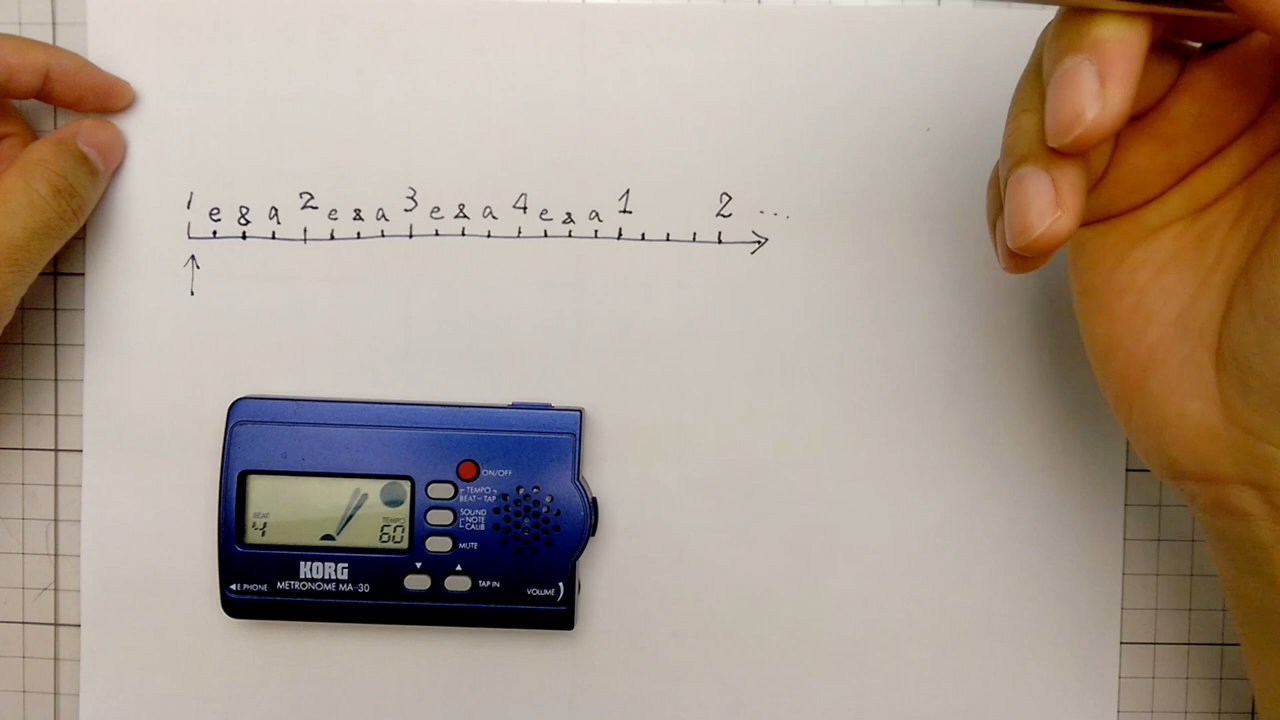 1 e & a 2 e & a 3 e & a 4 e & a 1 2 ...
ON/OFF
TEMPO
BEAT-TAP
SOUND
NOTE
CALIB
MUTE
BEAT
4
TEMPO
60
KORG
METRONOME MA-30
◀E.PHONE
▼ ▲
TAP IN
VOLUME